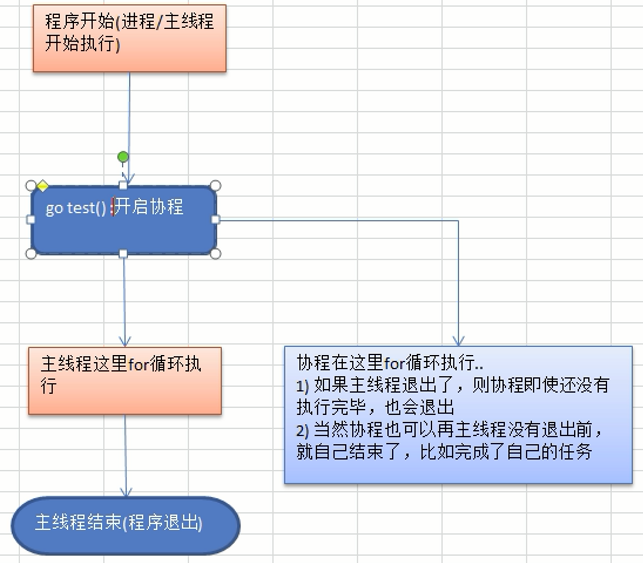 程序开始(进程/主线程
开始执行)
go test() :开启协程
主线程这里for循环执
行
协程在这里for循环执行..
1) 如果主线程退出了，则协程即使还没有
执行完毕，也会退出
2) 当然协程也可以再主线程没有退出前，
就自己结束了，比如完成了自己的任务
主线程结束(程序退出)